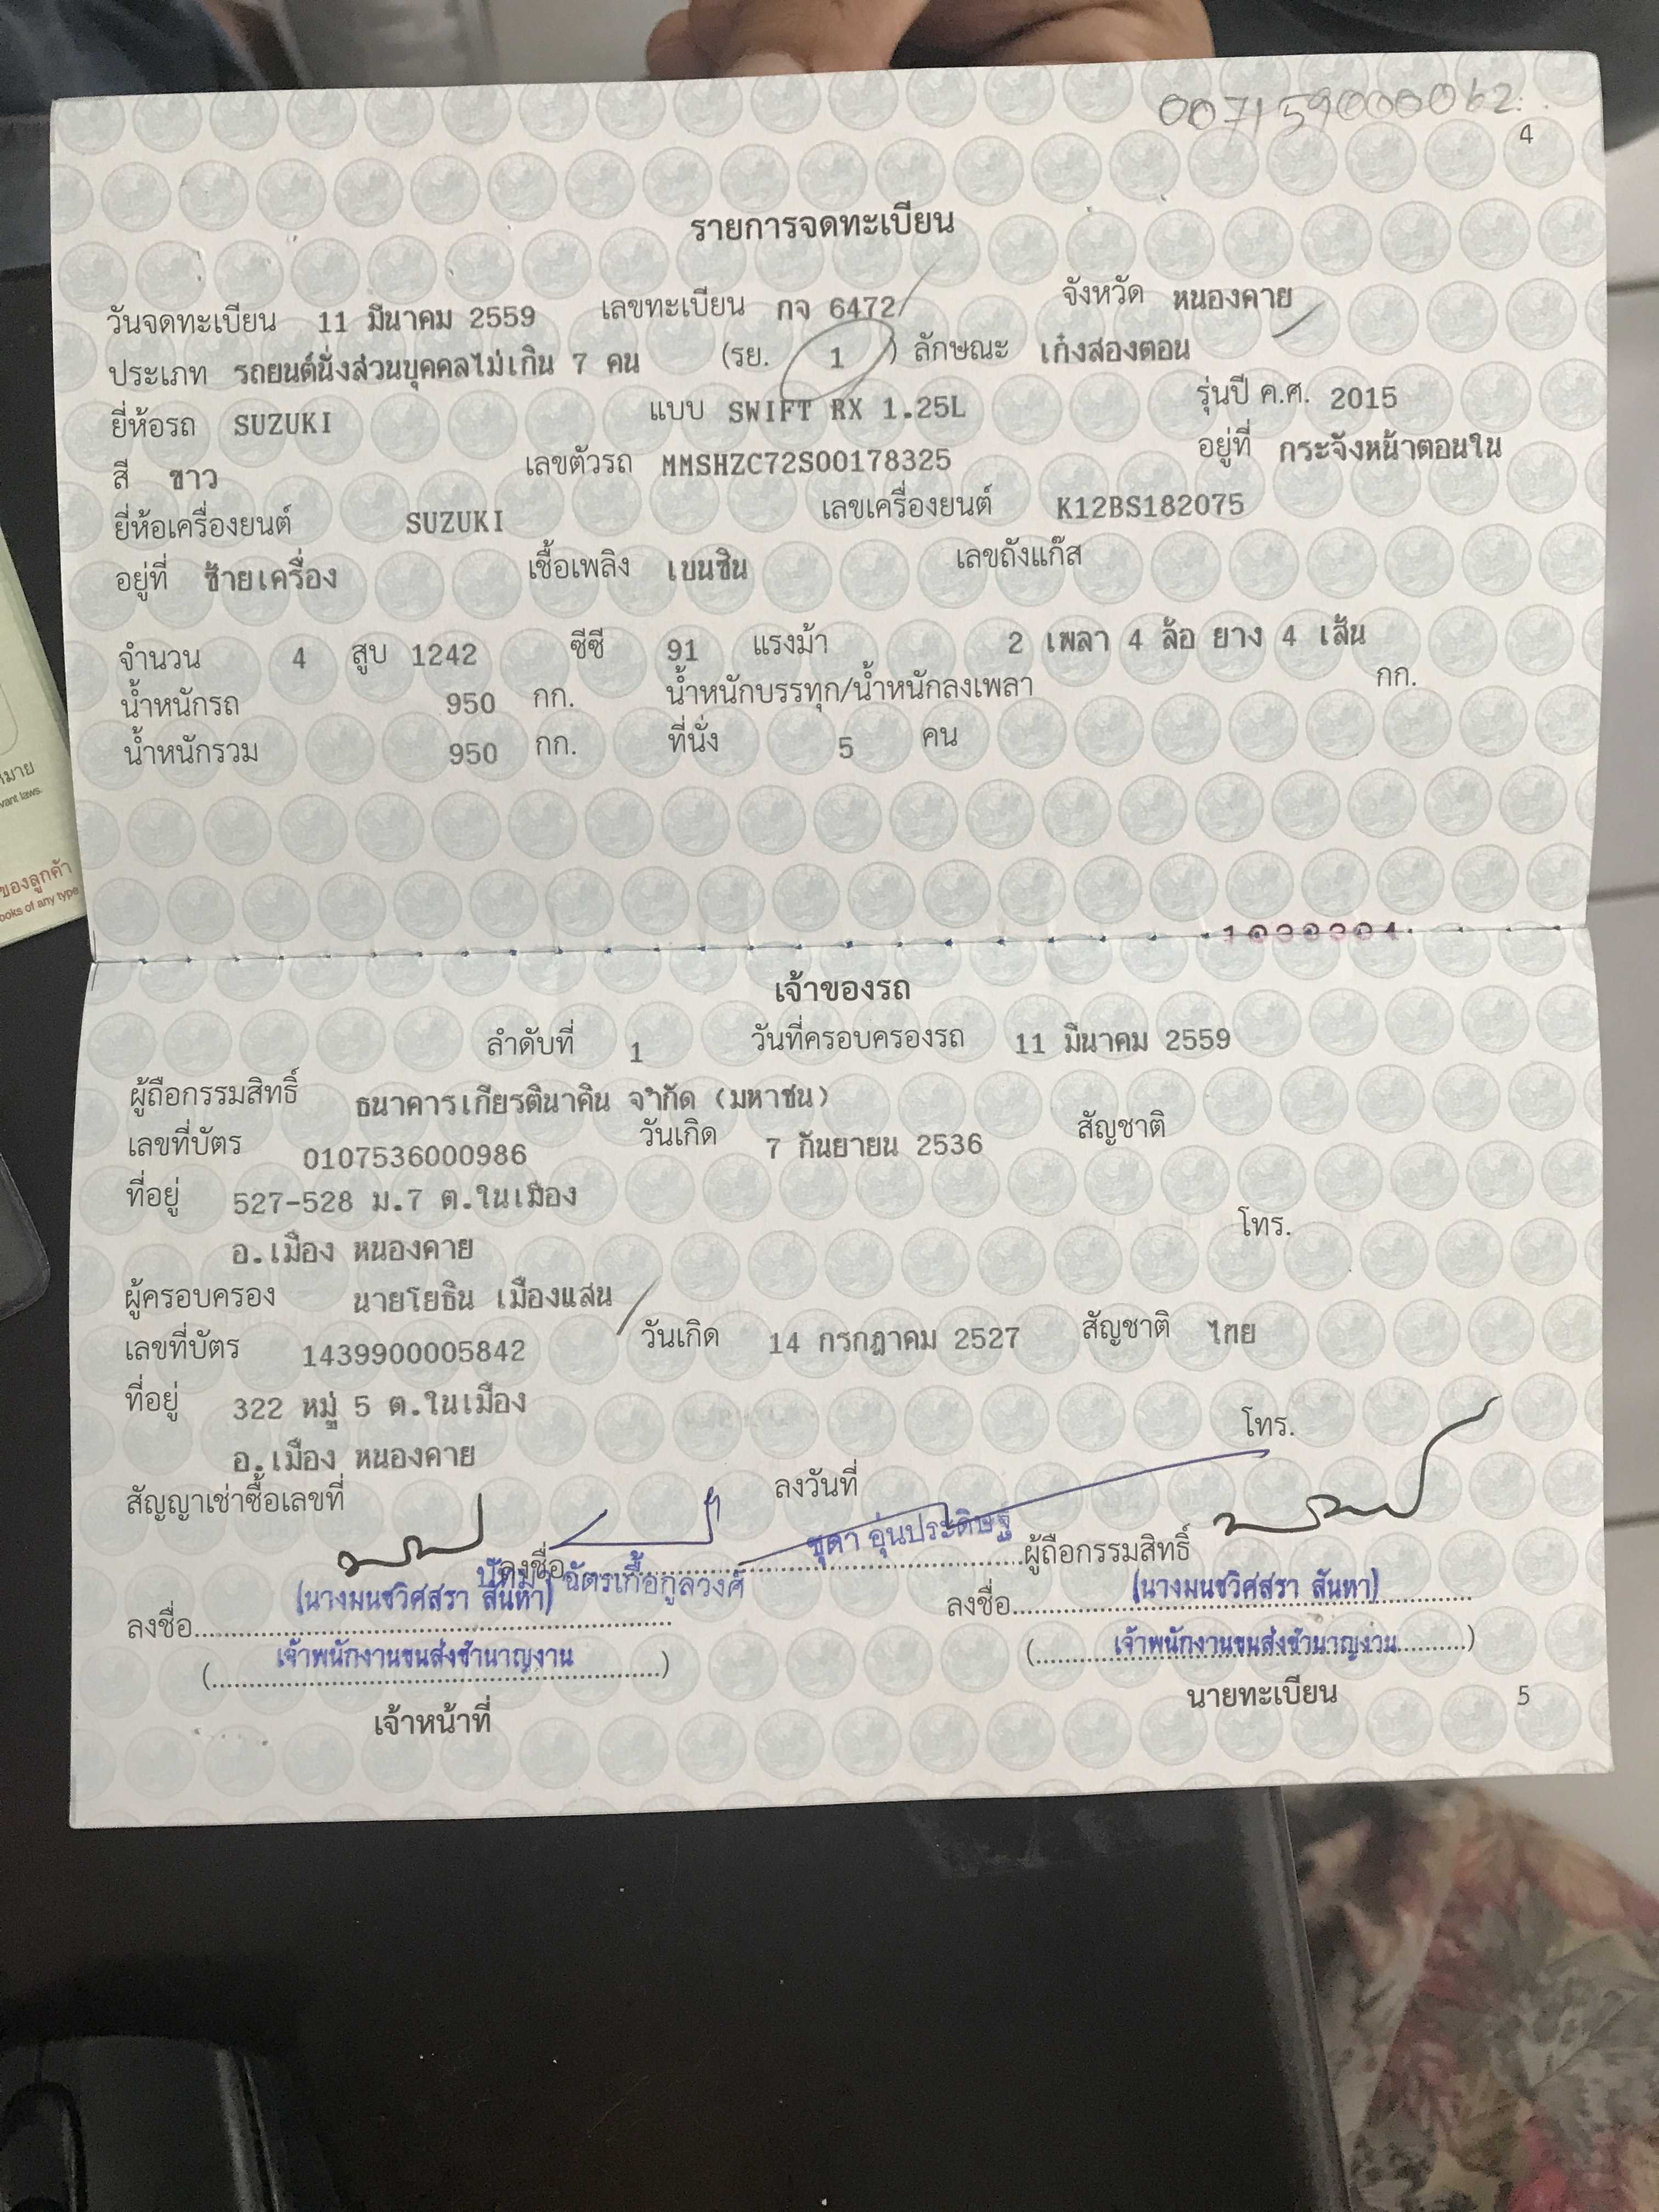 007159000062
4
รายการจดทะเบียน
วันจดทะเบียน 11 มีนาคม 2559 เลขทะเบียน กจ 6472 จังหวัด หนองคาย
ประเภท รถยนต์นั่งส่วนบุคคลไม่เกิน 7 คน (รย. 1 ) ลักษณะ เก๋งสองตอน
ยี่ห้อรถ SUZUKI แบบ SWIFT RX 1.25L รุ่นปี ค.ศ. 2015
สี ขาว เลขตัวรถ MMSHZC72S00178325 อยู่ที่ กระจังหน้าตอนใน
ยี่ห้อเครื่องยนต์ SUZUKI เลขเครื่องยนต์ K12BS182075
อยู่ที่ ซ้ายเครื่อง เชื้อเพลิง เบนซิน เลขถังแก๊ส
จำนวน 4 สูบ 1242 ซีซี 91 แรงม้า 2 เพลา 4 ล้อ ยาง 4 เส้น
น้ำหนักรถ 950 กก. น้ำหนักบรรทุก/น้ำหนักลงเพลา กก.
น้ำหนักรวม 950 กก. ที่นั่ง 5 คน
เจ้าของรถ
ลำดับที่ 1 วันที่ครอบครองรถ 11 มีนาคม 2559
ผู้ถือกรรมสิทธิ์ ธนาคารเกียรตินาคิน จำกัด (มหาชน)
เลขที่บัตร 0107536000986 วันเกิด 7 กันยายน 2536 สัญชาติ
ที่อยู่ 527-528 ม.7 ต.ในเมือง
อ.เมือง หนองคาย โทร.
ผู้ครอบครอง นายโยธิน เมืองแสน
เลขที่บัตร 1439900005842 วันเกิด 14 กรกฎาคม 2527 สัญชาติ ไทย
ที่อยู่ 322 หมู่ 5 ต.ในเมือง
อ.เมือง หนองคาย โทร.
สัญญาเช่าซื้อเลขที่ ลงวันที่
ลงชื่อ ฉัตรเกื้อกูลวงศ์ ชุดา อุ่นประดิษฐ ผู้ถือกรรมสิทธิ์
(นางมนชวิศสรา สันหา) (นางมนชวิศสรา สันหา)
ลงชื่อ ลงชื่อ
(เจ้าพนักงานขนส่งชำนาญงาน) (เจ้าพนักงานขนส่งชำนาญงาน)
เจ้าหน้าที่ นายทะเบียน
5
ของลูกค้า